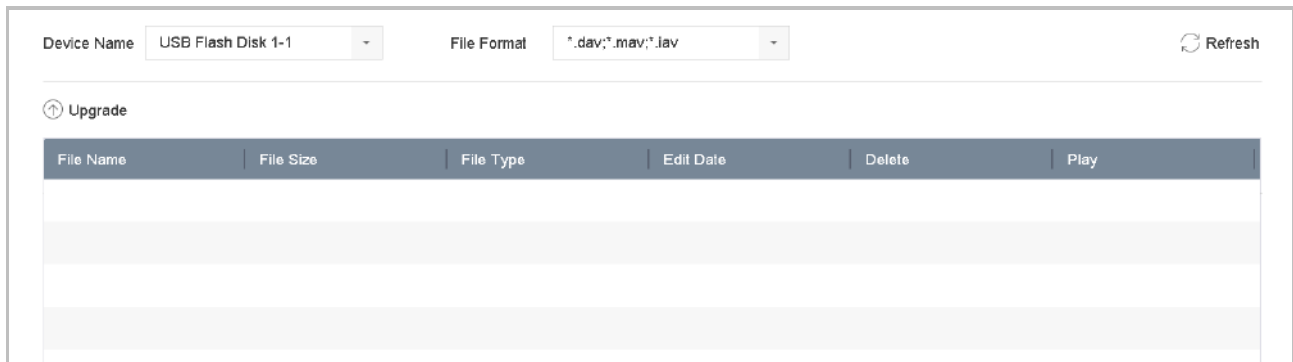 Device Name USB Flash Disk 1-1 File Format *.dav;*.mav;*.iav Refresh
Upgrade
File Name File Size File Type Edit Date Delete Play